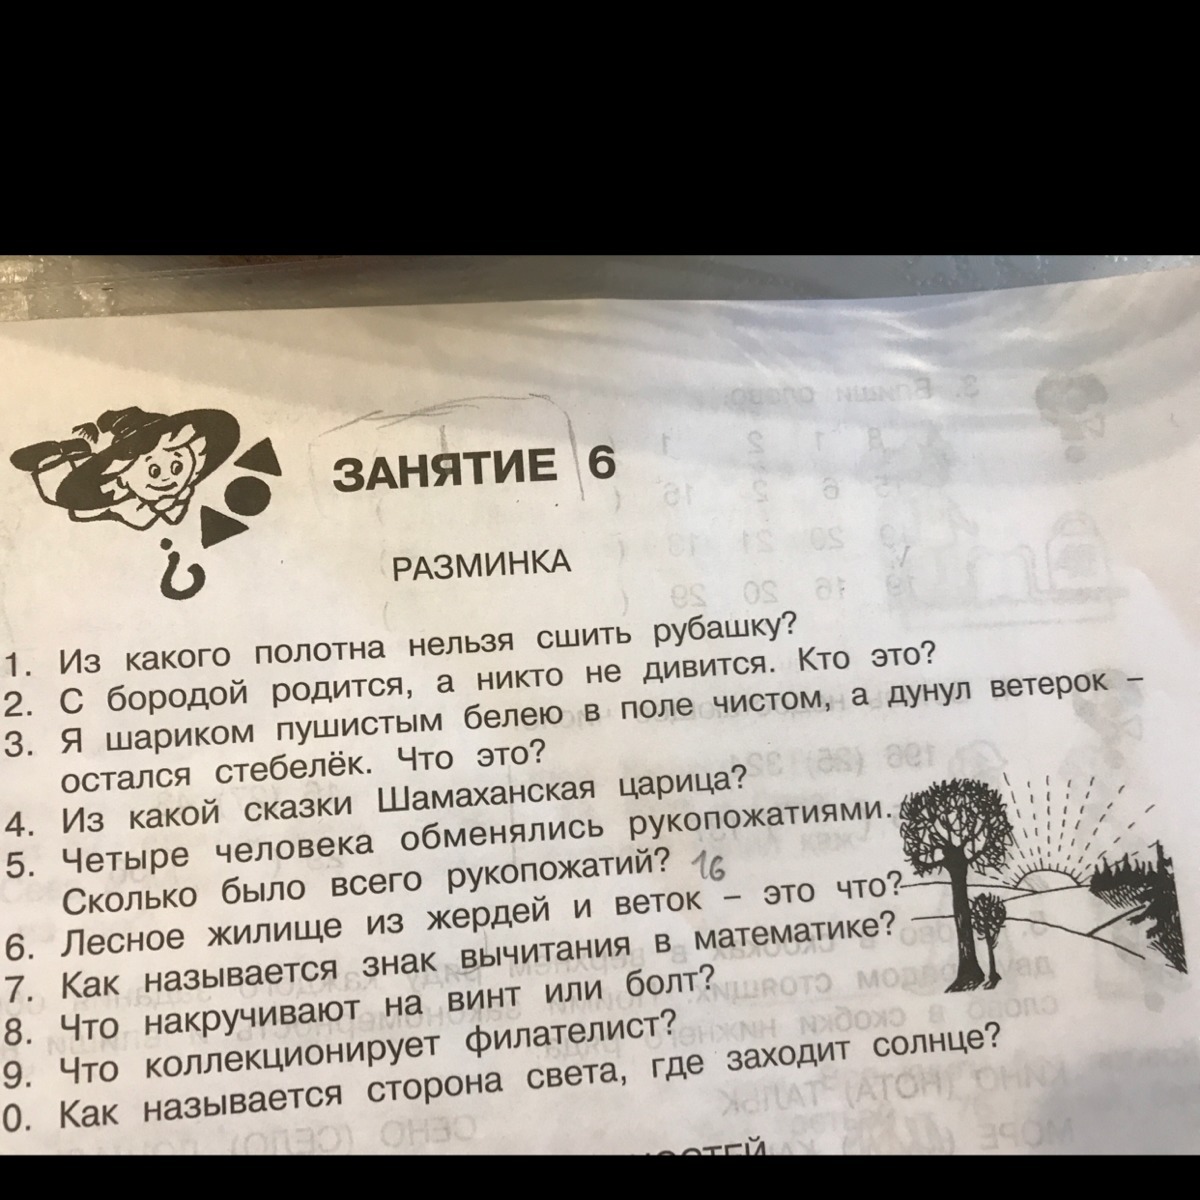 ЗАНЯТИЕ 6
РАЗМИНКА
1. Из какого полотна нельзя сшить рубашку?
2. С бородой родится, а никто не дивится. Кто это?
3. Я шариком пушистым белею в поле чистом, а дунул ветерок –
остался стебелёк. Что это?
4. Из какой сказки Шамаханская царица?
5. Четыре человека обменялись рукопожатиями.
Сколько было всего рукопожатий? 16
6. Лесное жилище из жердей и веток – это что?
7. Как называется знак вычитания в математике?
8. Что накручивают на винт или болт?
9. Что коллекционирует филателист?
0. Как называется сторона света, где заходит солнце?